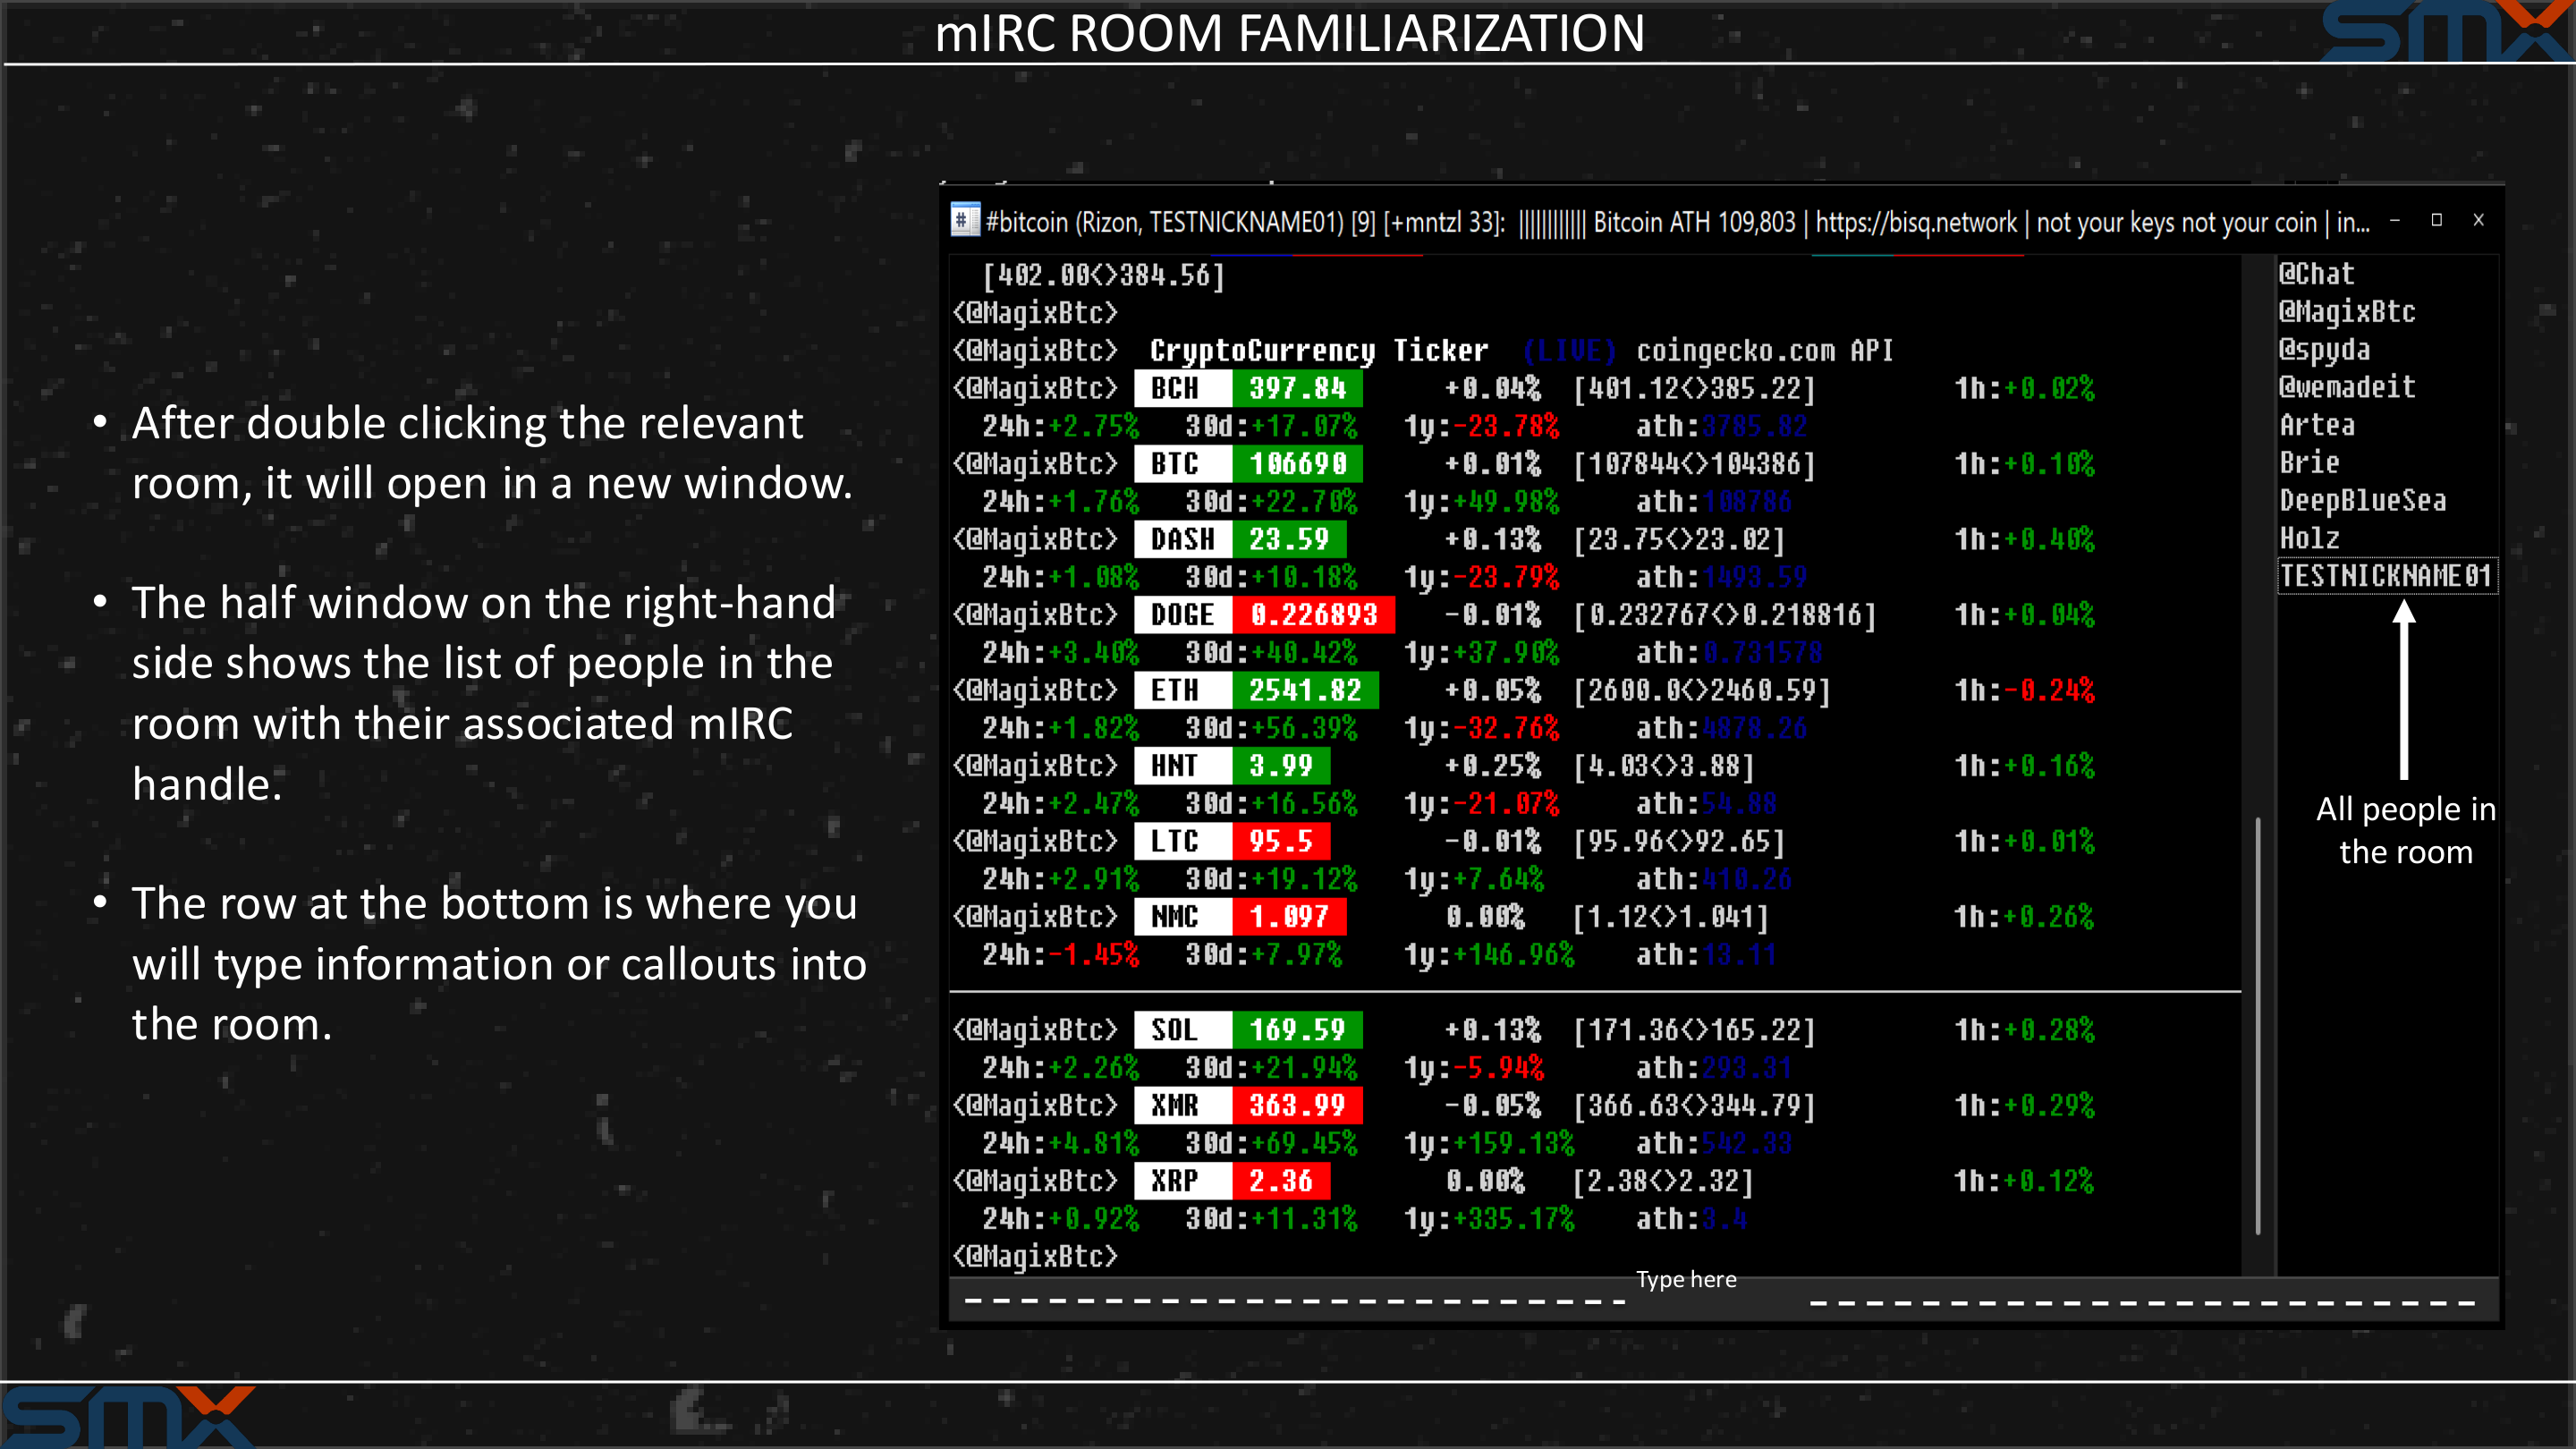 mIRC ROOM FAMILIARIZATION
SMX
• After double clicking the relevant
room, it will open in a new window.
• The half window on the right-hand
side shows the list of people in the
room with their associated mIRC
handle.
• The row at the bottom is where you
will type information or callouts into
the room.
#bitcoin (Rizon, TESTNICKNAME01) [9] [+mntzl 33]: ||||||||||| Bitcoin ATH 109,803 | https://bisq.network | not your keys not your coin | in...
[402.00<>384.56]
<@MagixBtc>
<@MagixBtc> CryptoCurrency Ticker (LIVE) coingecko.com API
<@MagixBtc> BCH 397.84 +0.04% [401.12<>385.22] 1h:+0.02%
24h:+2.75% 30d:+17.07% 1y:-23.78% ath:3785.82
<@MagixBtc> BTC 106690 +0.01% [107844<>104386] 1h:+0.10%
24h:+1.76% 30d:+22.70% 1y:+49.98% ath:108786
<@MagixBtc> DASH 23.59 +0.13% [23.75<>23.02] 1h:+0.40%
24h:+1.08% 30d:+10.18% 1y:-23.79% ath:1493.59
<@MagixBtc> DOGE 0.226893 -0.01% [0.232767<>0.218816] 1h:+0.04%
24h:+3.40% 30d:+40.42% 1y:+37.90% ath:0.731578
<@MagixBtc> ETH 2541.82 +0.05% [2600.0<>2460.59] 1h:-0.24%
24h:+1.82% 30d:+56.39% 1y:-32.76% ath:4878.26
<@MagixBtc> HNT 3.99 +0.25% [4.03<>3.88] 1h:+0.16%
24h:+2.47% 30d:+16.56% 1y:-21.07% ath:54.88
<@MagixBtc> LTC 95.5 -0.01% [95.96<>92.65] 1h:+0.01%
24h:+2.91% 30d:+19.12% 1y:+7.64% ath:410.26
<@MagixBtc> NMC 1.097 0.00% [1.12<>1.041] 1h:+0.26%
24h:-1.45% 30d:+7.97% 1y:+146.96% ath:13.11
<@MagixBtc> SOL 169.59 +0.13% [171.36<>165.22] 1h:+0.28%
24h:+2.26% 30d:+21.94% 1y:-5.94% ath:293.31
<@MagixBtc> XMR 363.99 -0.05% [366.63<>344.79] 1h:+0.29%
24h:+4.81% 30d:+69.45% 1y:+159.13% ath:542.33
<@MagixBtc> XRP 2.36 0.00% [2.38<>2.32] 1h:+0.12%
24h:+0.92% 30d:+11.31% 1y:+335.17% ath:3.4
<@MagixBtc>
@Chat
@MagixBtc
@spyda
@wemadeit
Artea
Brie
DeepBlueSea
Holz
TESTNICKNAME01
All people in
the room
Type here
SMX